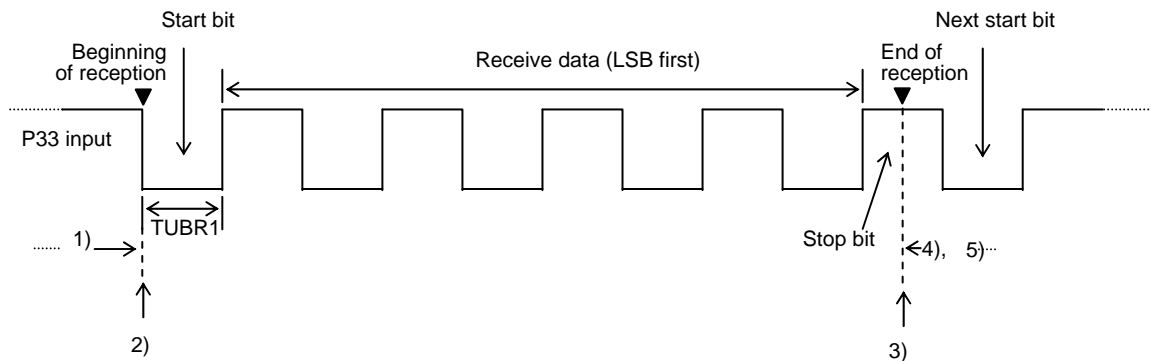 Start bit
Next start bit
Beginning
of reception
Receive data (LSB first)
End of
reception
P33 input
TUBR1
Stop bit
1)
4), 5)
2)
3)